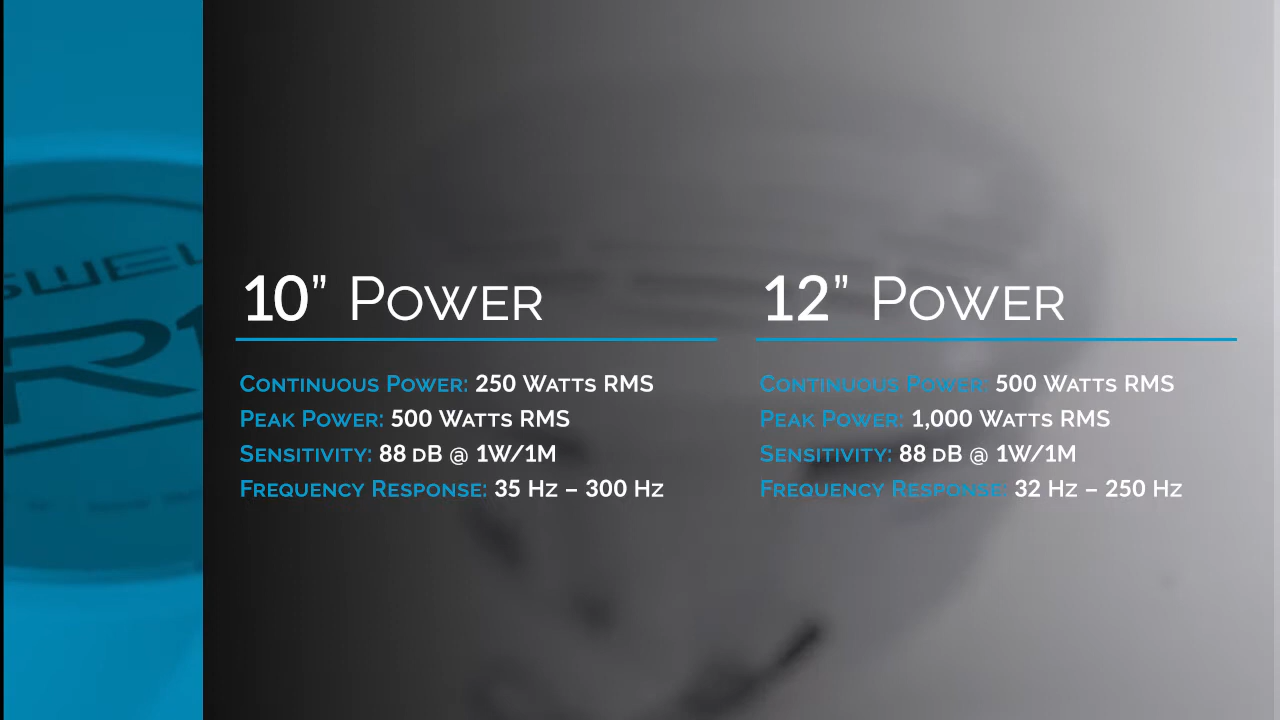 SWEL
R1
10” Power
Continuous Power: 250 Watts RMS
Peak Power: 500 Watts RMS
Sensitivity: 88 dB @ 1W/1M
Frequency Response: 35 Hz – 300 Hz
12” Power
Continuous Power: 500 Watts RMS
Peak Power: 1,000 Watts RMS
Sensitivity: 88 dB @ 1W/1M
Frequency Response: 32 Hz – 250 Hz